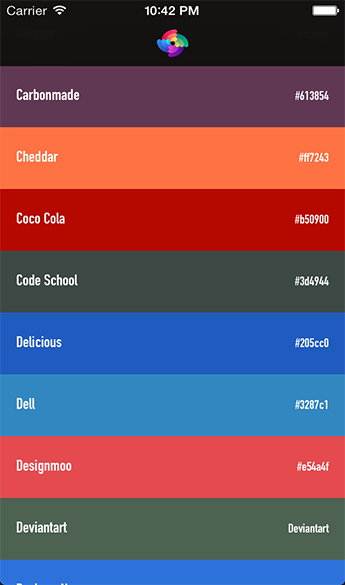 Carrier 10:42 PM
Carbonmade #613854
Cheddar #ff7243
Coco Cola #b50900
Code School #3d4944
Delicious #205cc0
Dell #3287c1
Designmoo #e54a4f
Deviantart Deviantart